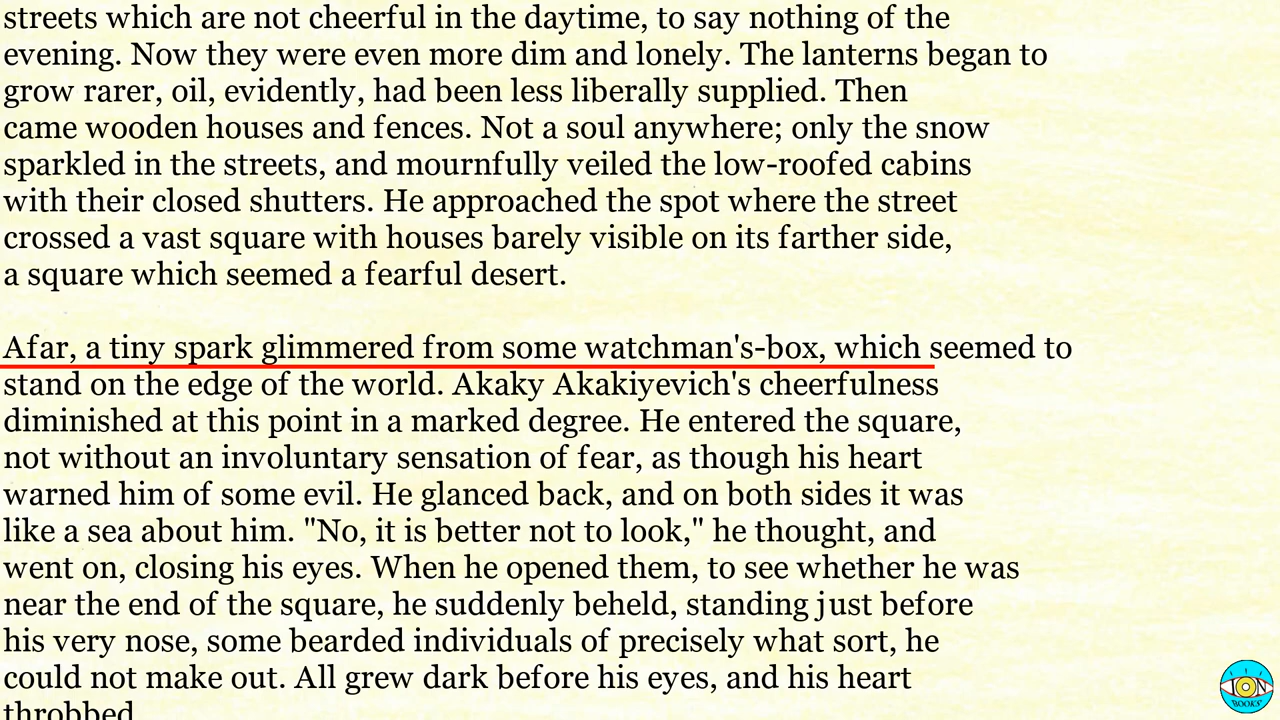 streets which are not cheerful in the daytime, to say nothing of the
evening. Now they were even more dim and lonely. The lanterns began to
grow rarer, oil, evidently, had been less liberally supplied. Then
came wooden houses and fences. Not a soul anywhere; only the snow
sparkled in the streets, and mournfully veiled the low-roofed cabins
with their closed shutters. He approached the spot where the street
crossed a vast square with houses barely visible on its farther side,
a square which seemed a fearful desert.
Afar, a tiny spark glimmered from some watchman's-box, which seemed to
stand on the edge of the world. Akaky Akakiyevich's cheerfulness
diminished at this point in a marked degree. He entered the square,
not without an involuntary sensation of fear, as though his heart
warned him of some evil. He glanced back, and on both sides it was
like a sea about him. "No, it is better not to look," he thought, and
went on, closing his eyes. When he opened them, to see whether he was
near the end of the square, he suddenly beheld, standing just before
his very nose, some bearded individuals of precisely what sort, he
could not make out. All grew dark before his eyes, and his heart
throbbed.
ION
BOOKS